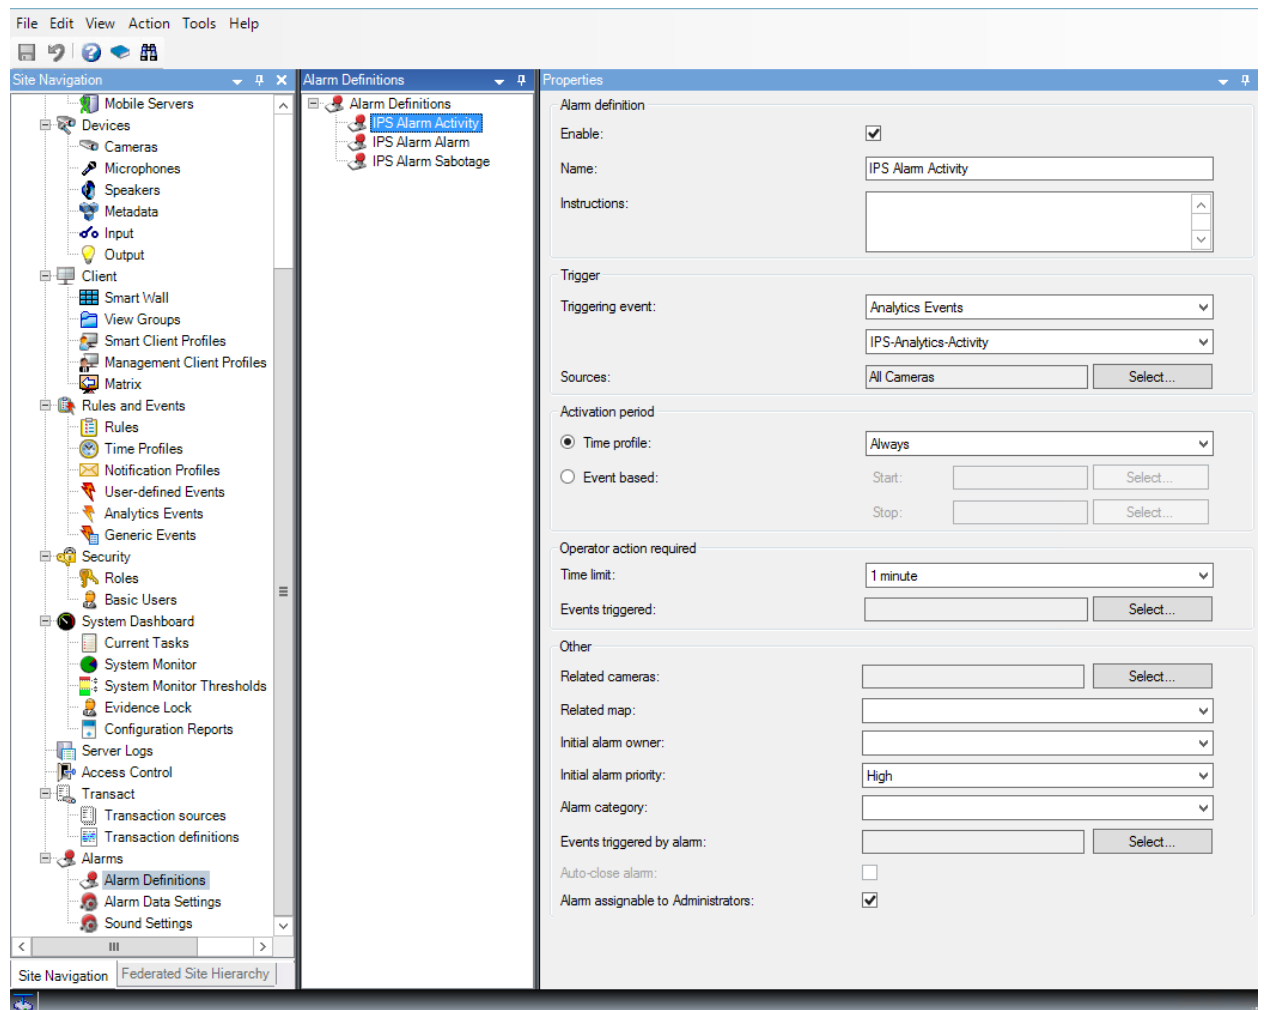 File Edit View Action Tools Help
Site Navigation
Mobile Servers
Devices
Cameras
Microphones
Speakers
Metadata
Input
Output
Client
Smart Wall
View Groups
Smart Client Profiles
Management Client Profiles
Matrix
Rules and Events
Rules
Time Profiles
Notification Profiles
User-defined Events
Analytics Events
Generic Events
Security
Roles
Basic Users
System Dashboard
Current Tasks
System Monitor
System Monitor Thresholds
Evidence Lock
Configuration Reports
Server Logs
Access Control
Transact
Transaction sources
Transaction definitions
Alarms
Alarm Definitions
Alarm Data Settings
Sound Settings
Site Navigation Federated Site Hierarchy
Alarm Definitions
Alarm Definitions
IPS Alarm Activity
IPS Alarm Alarm
IPS Alarm Sabotage
Properties
Alarm definition
Enable:
Name: IPS Alarm Activity
Instructions:
Trigger
Triggering event: Analytics Events
IPS-Analytics-Activity
Sources: All Cameras Select...
Activation period
Time profile: Always
Event based: Start: Select...
Stop: Select...
Operator action required
Time limit: 1 minute
Events triggered: Select...
Other
Related cameras: Select...
Related map:
Initial alarm owner:
Initial alarm priority: High
Alarm category:
Events triggered by alarm: Select...
Auto-close alarm:
Alarm assignable to Administrators: